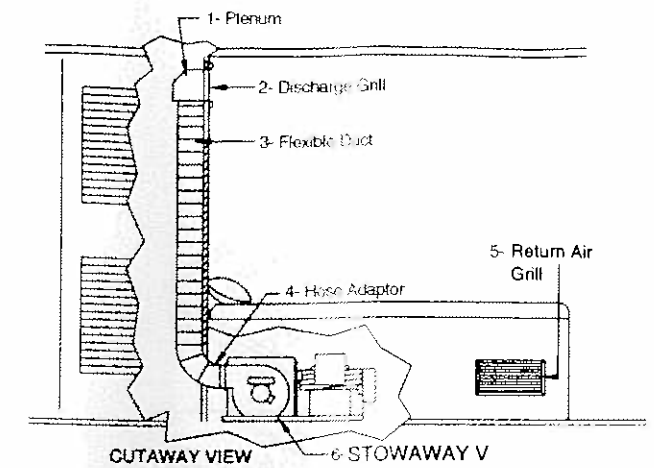 1- Plenum
2- Discharge Grill
3- Flexible Duct
4- Hose Adaptor
5- Return Air
Grill
CUTAWAY VIEW
6- STOWAWAY V